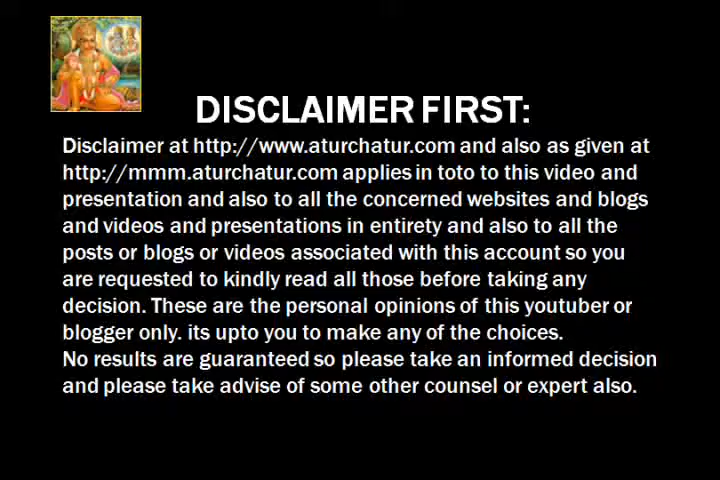 DISCLAIMER FIRST:
Disclaimer at http://www.aturchatur.com and also as given at
http://mmm.aturchatur.com applies in toto to this video and
presentation and also to all the concerned websites and blogs
and videos and presentations in entirety and also to all the
posts or blogs or videos associated with this account so you
are requested to kindly read all those before taking any
decision. These are the personal opinions of this youtuber or
blogger only. its upto you to make any of the choices.
No results are guaranteed so please take an informed decision
and please take advise of some other counsel or expert also.